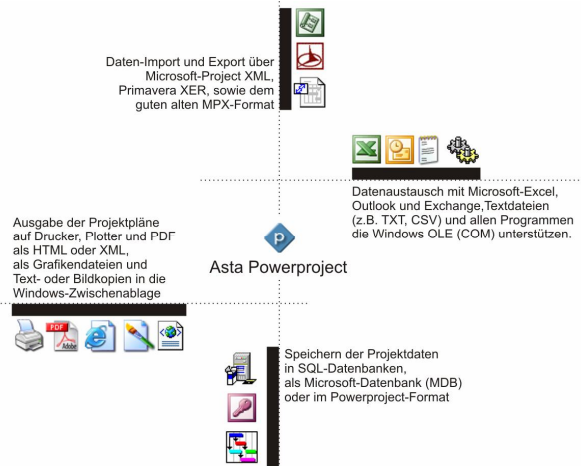 Daten-Import und Export über
Microsoft-Project XML,
Primavera XER, sowie dem
guten alten MPX-Format
Datenaustausch mit Microsoft-Excel,
Outlook und Exchange,Textdateien
(z.B. TXT, CSV) und allen Programmen
die Windows OLE (COM) unterstützen.
Ausgabe der Projektpläne
auf Drucker, Plotter und PDF
als HTML oder XML,
als Grafikendateien und
Text- oder Bildkopien in die
Windows-Zwischenablage
p
Asta Powerproject
PDF
Adobe
Speichern der Projektdaten
in SQL-Datenbanken,
als Microsoft-Datenbank (MDB)
oder im Powerproject-Format